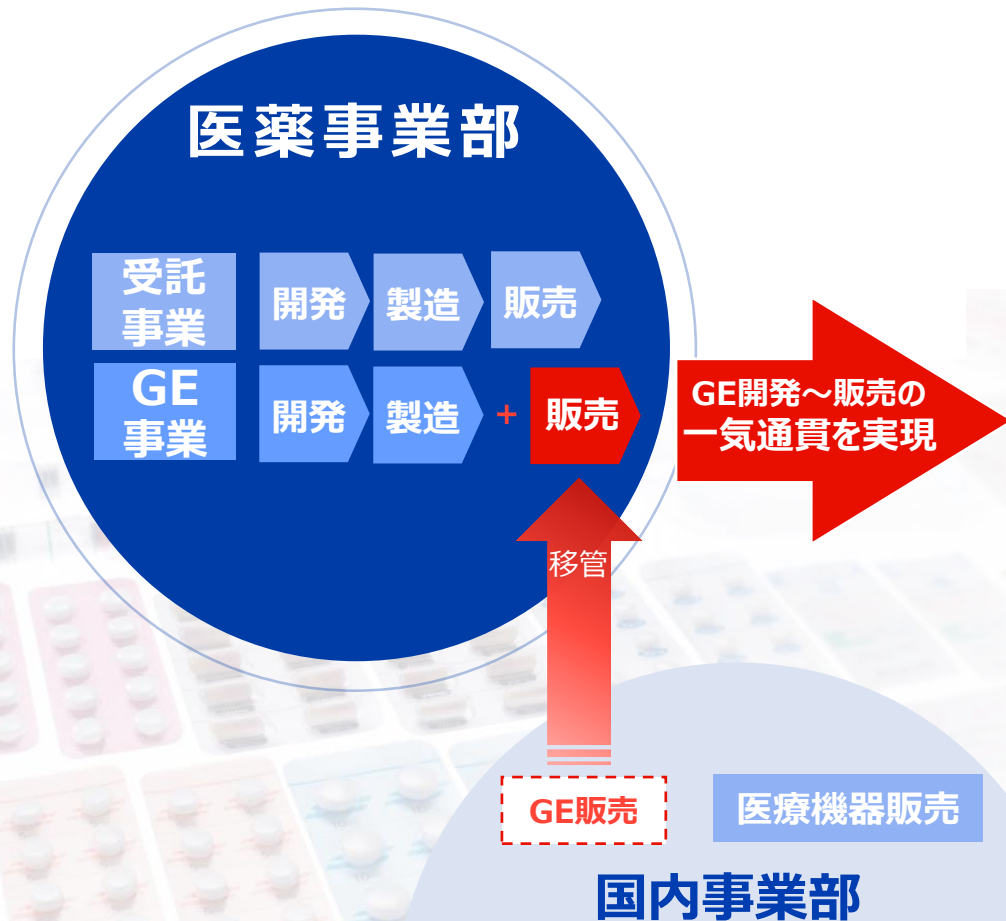 医薬事業部
受託
事業
開発
製造
販売
GE
事業
開発
製造
+
販売
GE開発～販売の
一気通貫を実現
移管
GE販売
医療機器販売
国内事業部